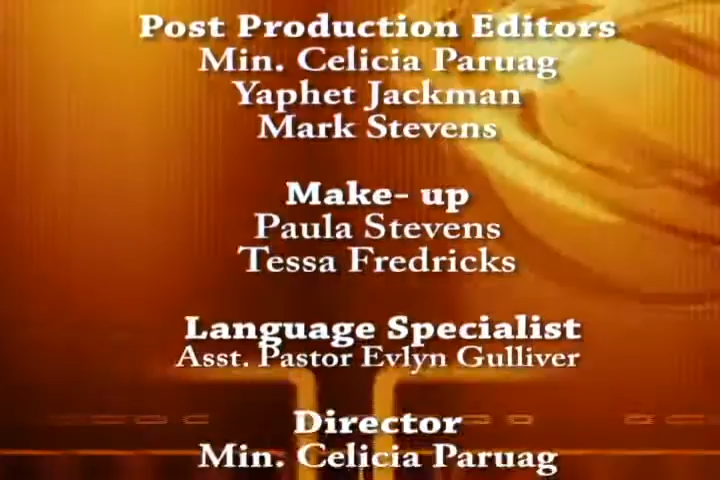 Post Production Editors
Min. Celicia Paruag
Yaphet Jackman
Mark Stevens
Make- up
Paula Stevens
Tessa Fredricks
Language Specialist
Asst. Pastor Evlyn Gulliver
Director
Min. Celicia Paruag